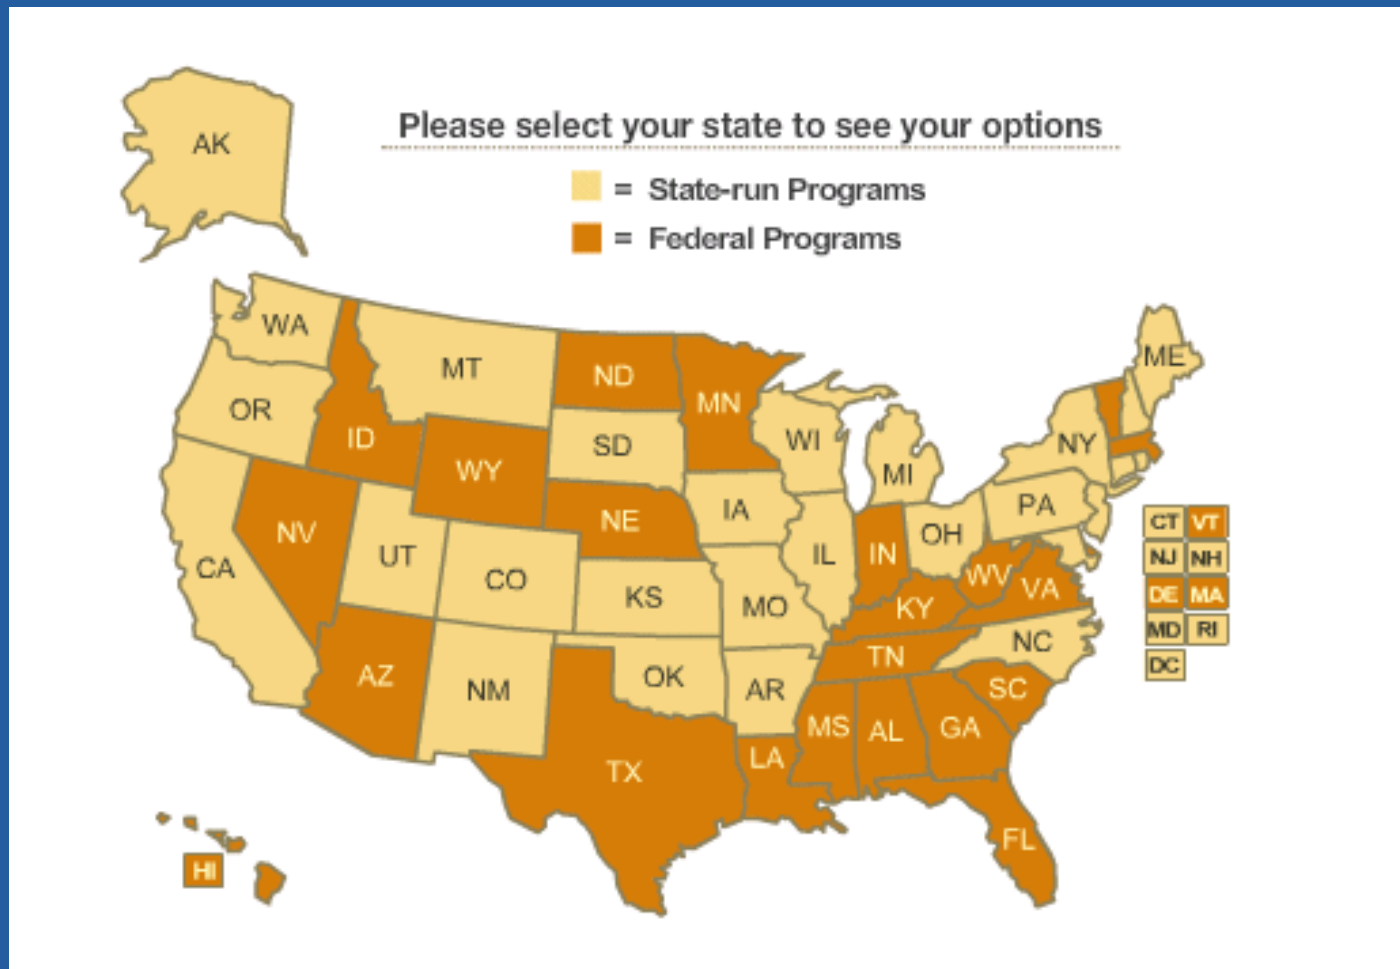 Please select your state to see your options
= State-run Programs
= Federal Programs
AK
WA
MT
ND
MN
ME
OR
ID
WY
SD
WI
MI
NY
NV
UT
CO
NE
IA
IL
IN
OH
PA
CA
KS
MO
KY
WV
VA
CT VT
NJ NH
DE MA
MD RI
DC
AZ
NM
OK
AR
TN
NC
SC
TX
LA
MS
AL
GA
FL
HI